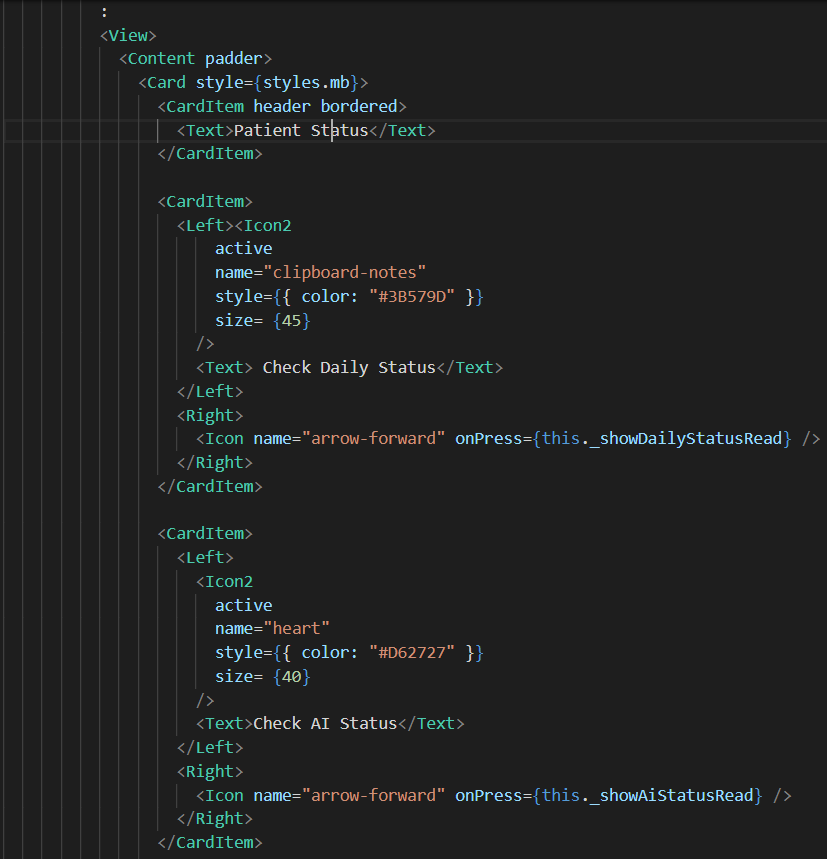 :
<View>
<Content padder>
<Card style={styles.mb}>
<CardItem header bordered>
<Text>Patient Status</Text>
</CardItem>
<CardItem>
<Left><Icon2
active
name="clipboard-notes"
style={{ color: "#3B579D" }}
size= {45}
/>
<Text> Check Daily Status</Text>
</Left>
<Right>
<Icon name="arrow-forward" onPress={this._showDailyStatusRead} />
</Right>
</CardItem>
<CardItem>
<Left>
<Icon2
active
name="heart"
style={{ color: "#D62727" }}
size= {40}
/>
<Text>Check AI Status</Text>
</Left>
<Right>
<Icon name="arrow-forward" onPress={this._showAiStatusRead} />
</Right>
</CardItem>